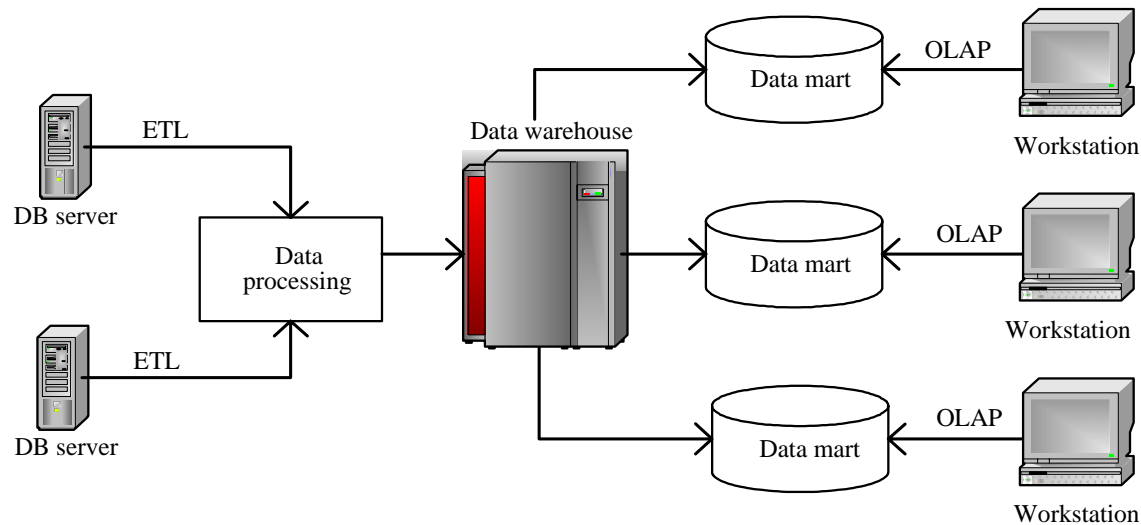 Data mart
OLAP
Workstation
ETL
DB server
Data warehouse
Data
processing
Data mart
OLAP
Workstation
ETL
DB server
Data mart
OLAP
Workstation